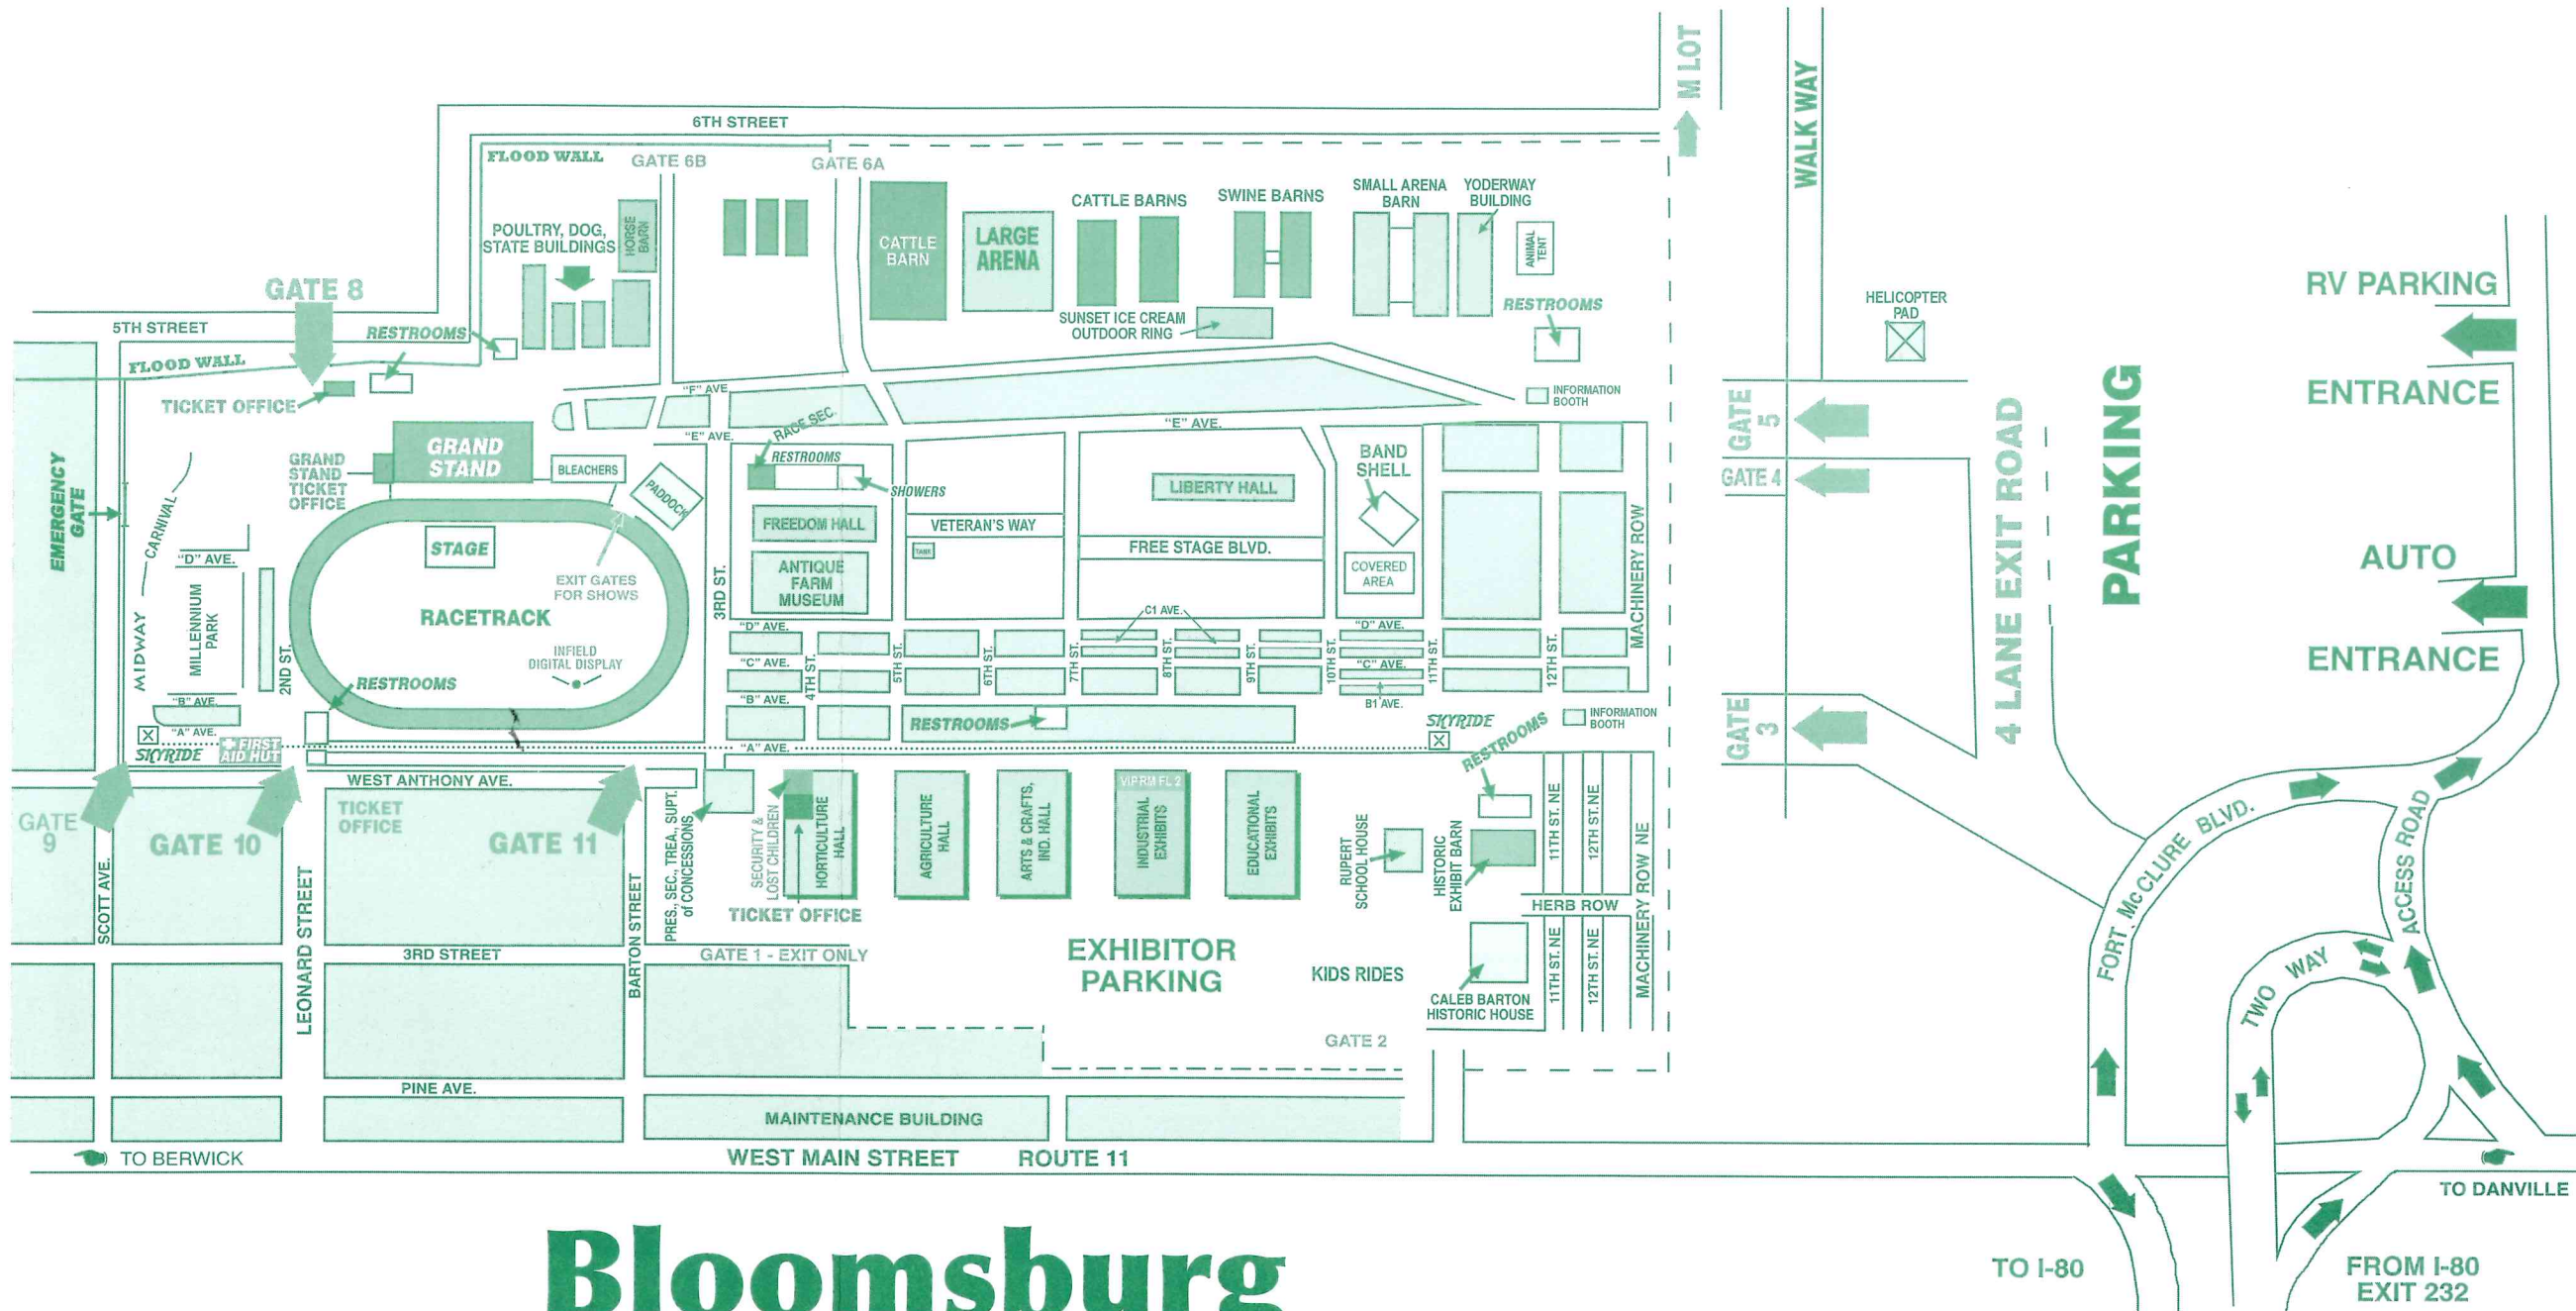 M LOT
WALK WAY
6TH STREET
FLOOD WALL
GATE 6B
GATE 6A
CATTLE BARNS
SWINE BARNS
SMALL ARENA
BARN
YODERWAY
BUILDING
POULTRY, DOG,
STATE BUILDINGS
HORSE
BARN
CATTLE
BARN
LARGE
ARENA
ANIMAL
TENT
GATE 8
5TH STREET
RESTROOMS
SUNSET ICE CREAM
OUTDOOR RING
RESTROOMS
HELICOPTER
PAD
RV PARKING
ENTRANCE
FLOOD WALL
TICKET OFFICE
"F" AVE
INFORMATION
BOOTH
GATE
5
GATE 4
4 LANE EXIT ROAD
PARKING
AUTO
ENTRANCE
EMERGENCY
GATE
GRAND
STAND
GRAND
STAND
TICKET
OFFICE
BLEACHERS
PADDOCK
"E" AVE.
RACE SEC.
RESTROOMS
SHOWERS
"E" AVE.
BAND
SHELL
LIBERTY HALL
FREEDOM HALL
VETERAN'S WAY
TANK
FREE STAGE BLVD.
COVERED
AREA
MACHINERY ROW
ANTIQUE
FARM
MUSEUM
CARNIVAL
MIDWAY
"D" AVE.
MILLENNIUM
PARK
2ND ST.
STAGE
EXIT GATES
FOR SHOWS
RACETRACK
INFIELD
DIGITAL DISPLAY
3RD ST.
"D" AVE.
C1 AVE.
"D" AVE.
"C" AVE.
4TH ST.
5TH ST.
6TH ST.
7TH ST.
8TH ST.
9TH ST.
10TH ST.
"C" AVE.
11TH ST.
12TH ST.
"B" AVE.
RESTROOMS
"B" AVE.
B1 AVE.
RESTROOMS
SKYRIDE
INFORMATION
BOOTH
GATE
3
"A" AVE.
SKYRIDE
FIRST
AID HUT
"A" AVE.
RESTROOMS
WEST ANTHONY AVE.
GATE
9
GATE 10
TICKET
OFFICE
GATE 11
SCOTT AVE.
LEONARD STREET
BARTON STREET
PRES., SEC., TREA., SUPT.
of CONCESSIONS
SECURITY &
LOST CHILDREN
HORTICULTURE
HALL
TICKET OFFICE
AGRICULTURE
HALL
ARTS & CRAFTS,
IND. HALL
VIP RM FL 2
INDUSTRIAL
EXHIBITS
EDUCATIONAL
EXHIBITS
RUPERT
SCHOOL HOUSE
HISTORIC
EXHIBIT BARN
11TH ST. NE
12TH ST. NE
MACHINERY ROW NE
HERB ROW
11TH ST. NE
12TH ST. NE
3RD STREET
GATE 1 - EXIT ONLY
EXHIBITOR
PARKING
KIDS RIDES
CALEB BARTON
HISTORIC HOUSE
GATE 2
FORT McCLURE BLVD.
ACCESS ROAD
TWO WAY
PINE AVE.
MAINTENANCE BUILDING
TO BERWICK
WEST MAIN STREET ROUTE 11
TO DANVILLE
TO I-80
FROM I-80
EXIT 232
Bloomsburg